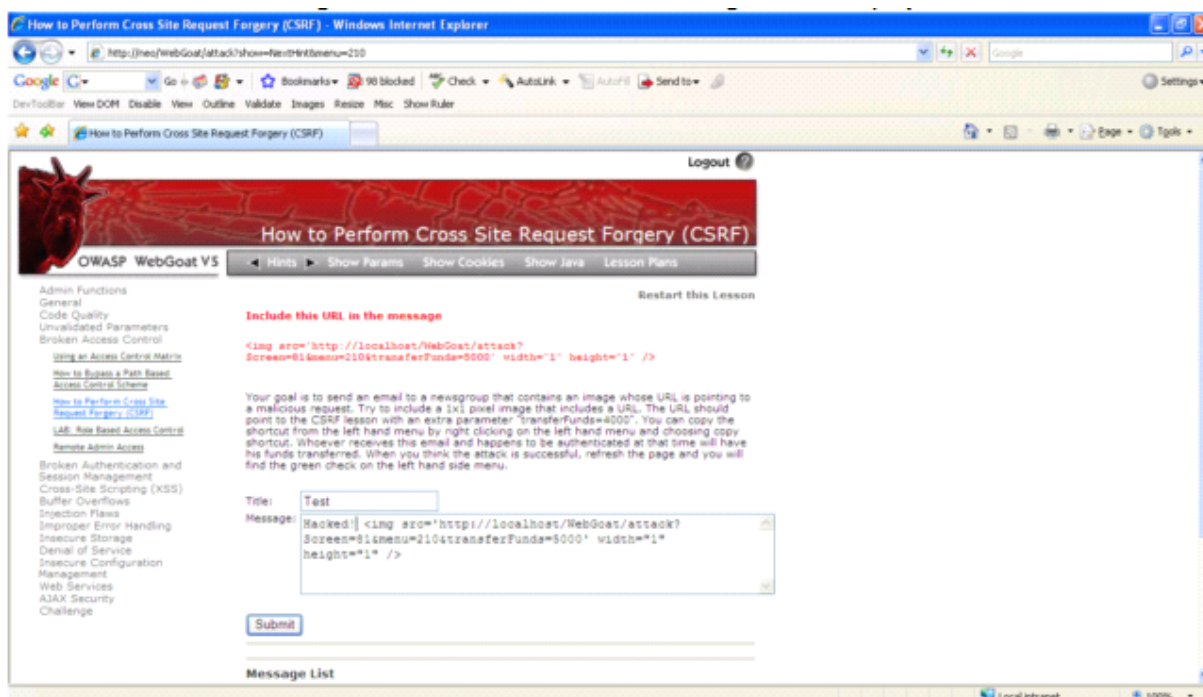 How to Perform Cross Site Request Forgery (CSRF) - Windows Internet Explorer
http://neo/WebGoat/attack?show=NextHint&menu=210
Google
Google Go Bookmarks 98 blocked Check AutoLink AutoFill Send to Settings
DevToolBar View DOM Disable View Outline Validate Images Resize Misc Show Ruler
How to Perform Cross Site Request Forgery (CSRF) Page Tools
Logout ?
How to Perform Cross Site Request Forgery (CSRF)
OWASP WebGoat V5 Hints Show Params Show Cookies Show Java Lesson Plans
Admin Functions
General
Code Quality
Unvalidated Parameters
Broken Access Control
Using an Access Control Matrix
How to Bypass a Path Based
Access Control Scheme
How to Perform Cross Site
Request Forgery (CSRF)
LAB: Role Based Access Control
Remote Admin Access
Broken Authentication and
Session Management
Cross-Site Scripting (XSS)
Buffer Overflows
Injection Flaws
Improper Error Handling
Insecure Storage
Denial of Service
Insecure Configuration
Management
Web Services
AJAX Security
Challenge
Restart this Lesson
Include this URL in the message
<img src='http://localhost/WebGoat/attack?
Screen=81&menu=210&transferFunds=5000' width='1' height='1' />
Your goal is to send an email to a newsgroup that contains an image whose URL is pointing to
a malicious request. Try to include a 1x1 pixel image that includes a URL. The URL should
point to the CSRF lesson with an extra parameter "transferFunds=4000". You can copy the
shortcut from the left hand menu by right clicking on the left hand menu and choosing copy
shortcut. Whoever receives this email and happens to be authenticated at that time will have
his funds transferred. When you think the attack is successful, refresh the page and you will
find the green check on the left hand side menu.
Title: Test
Message: Hacked! <img src='http://localhost/WebGoat/attack?
Screen=81&menu=210&transferFunds=5000' width="1"
height="1" />
Submit
Message List
Local intranet 100%